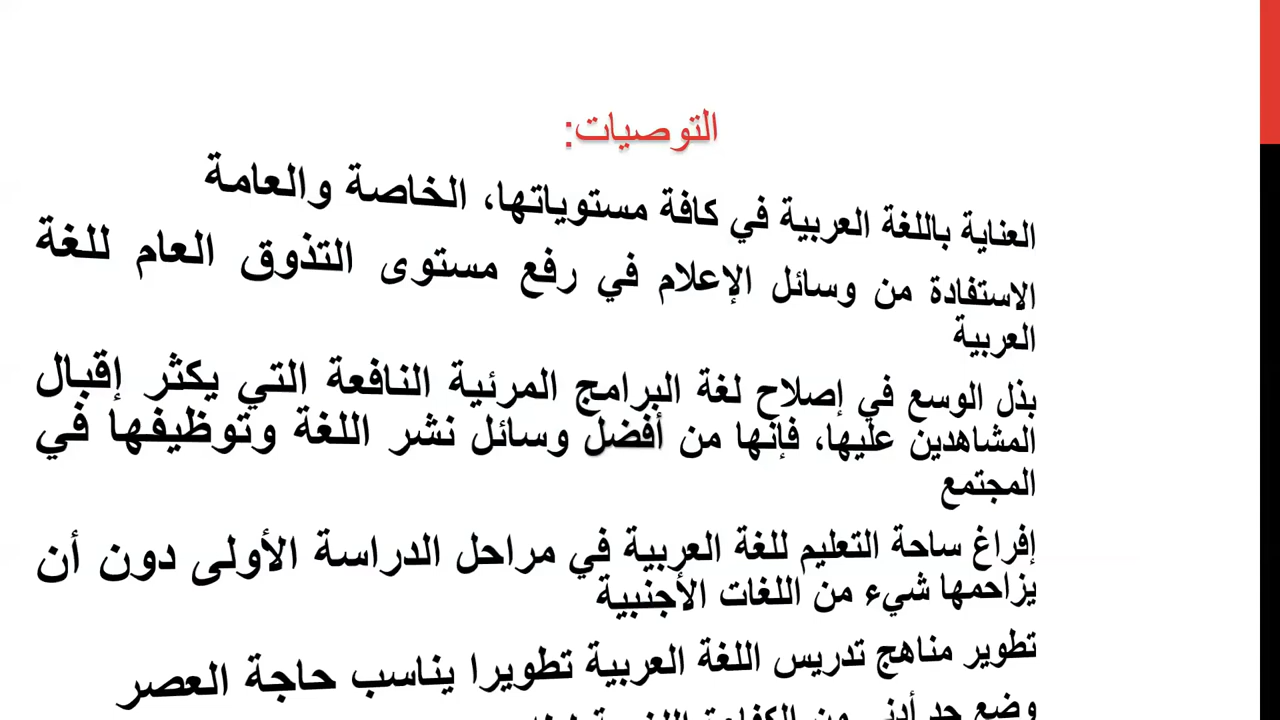 التوصيات:
العناية باللغة العربية في كافة مستوياتها، الخاصة والعامة
الاستفادة من وسائل الإعلام في رفع مستوى التذوق العام للغة
العربية
بذل الوسع في إصلاح لغة البرامج المرئية النافعة التي يكثر إقبال
المشاهدين عليها، فإنها من أفضل وسائل نشر اللغة وتوظيفها في
المجتمع
إفراغ ساحة التعليم للغة العربية في مراحل الدراسة الأولى دون أن
يزاحمها شيء من اللغات الأجنبية
تطوير مناهج تدريس اللغة العربية تطويرا يناسب حاجة العصر
وضع حد أدنى من الكفاءة اللغوية